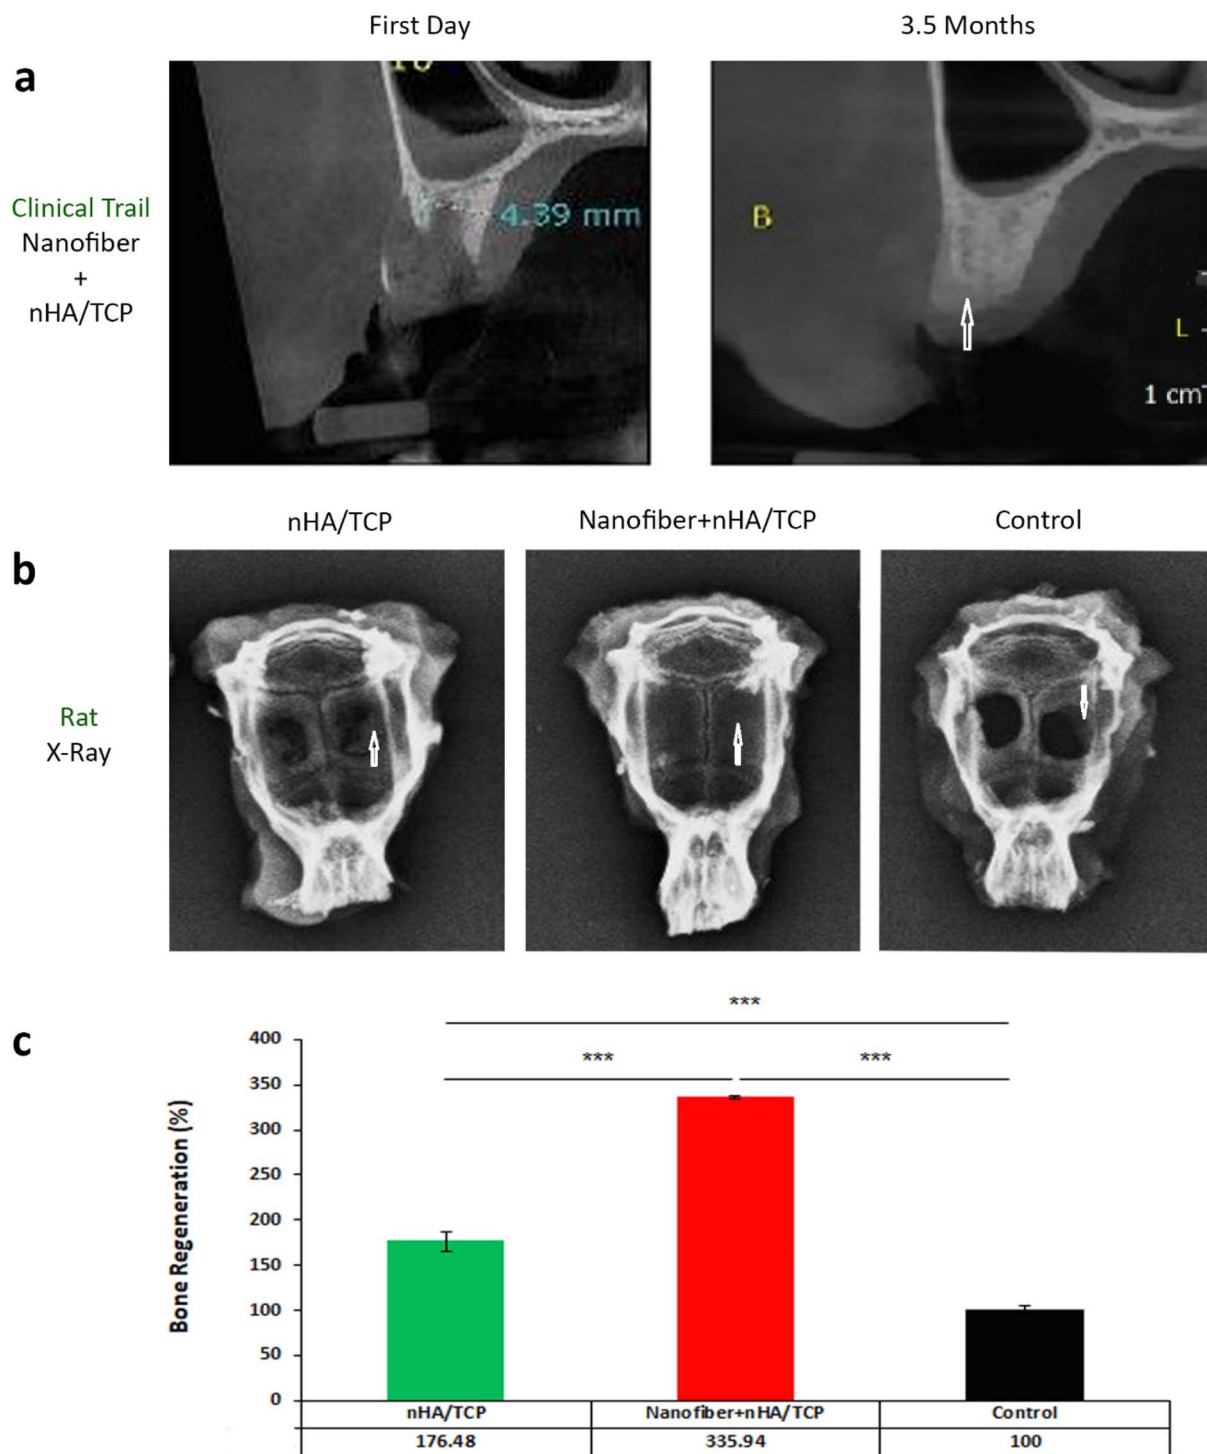 First Day
3.5 Months
a
Clinical Trail
Nanofiber
+
nHA/TCP
4.39 mm
B
L
1 cm
nHA/TCP
Nanofiber+nHA/TCP
Control
b
Rat
X-Ray
c
***
***
***
Bone Regeneration (%)
400
350
300
250
200
150
100
50
0
nHA/TCP
Nanofiber+nHA/TCP
Control
176.48
335.94
100